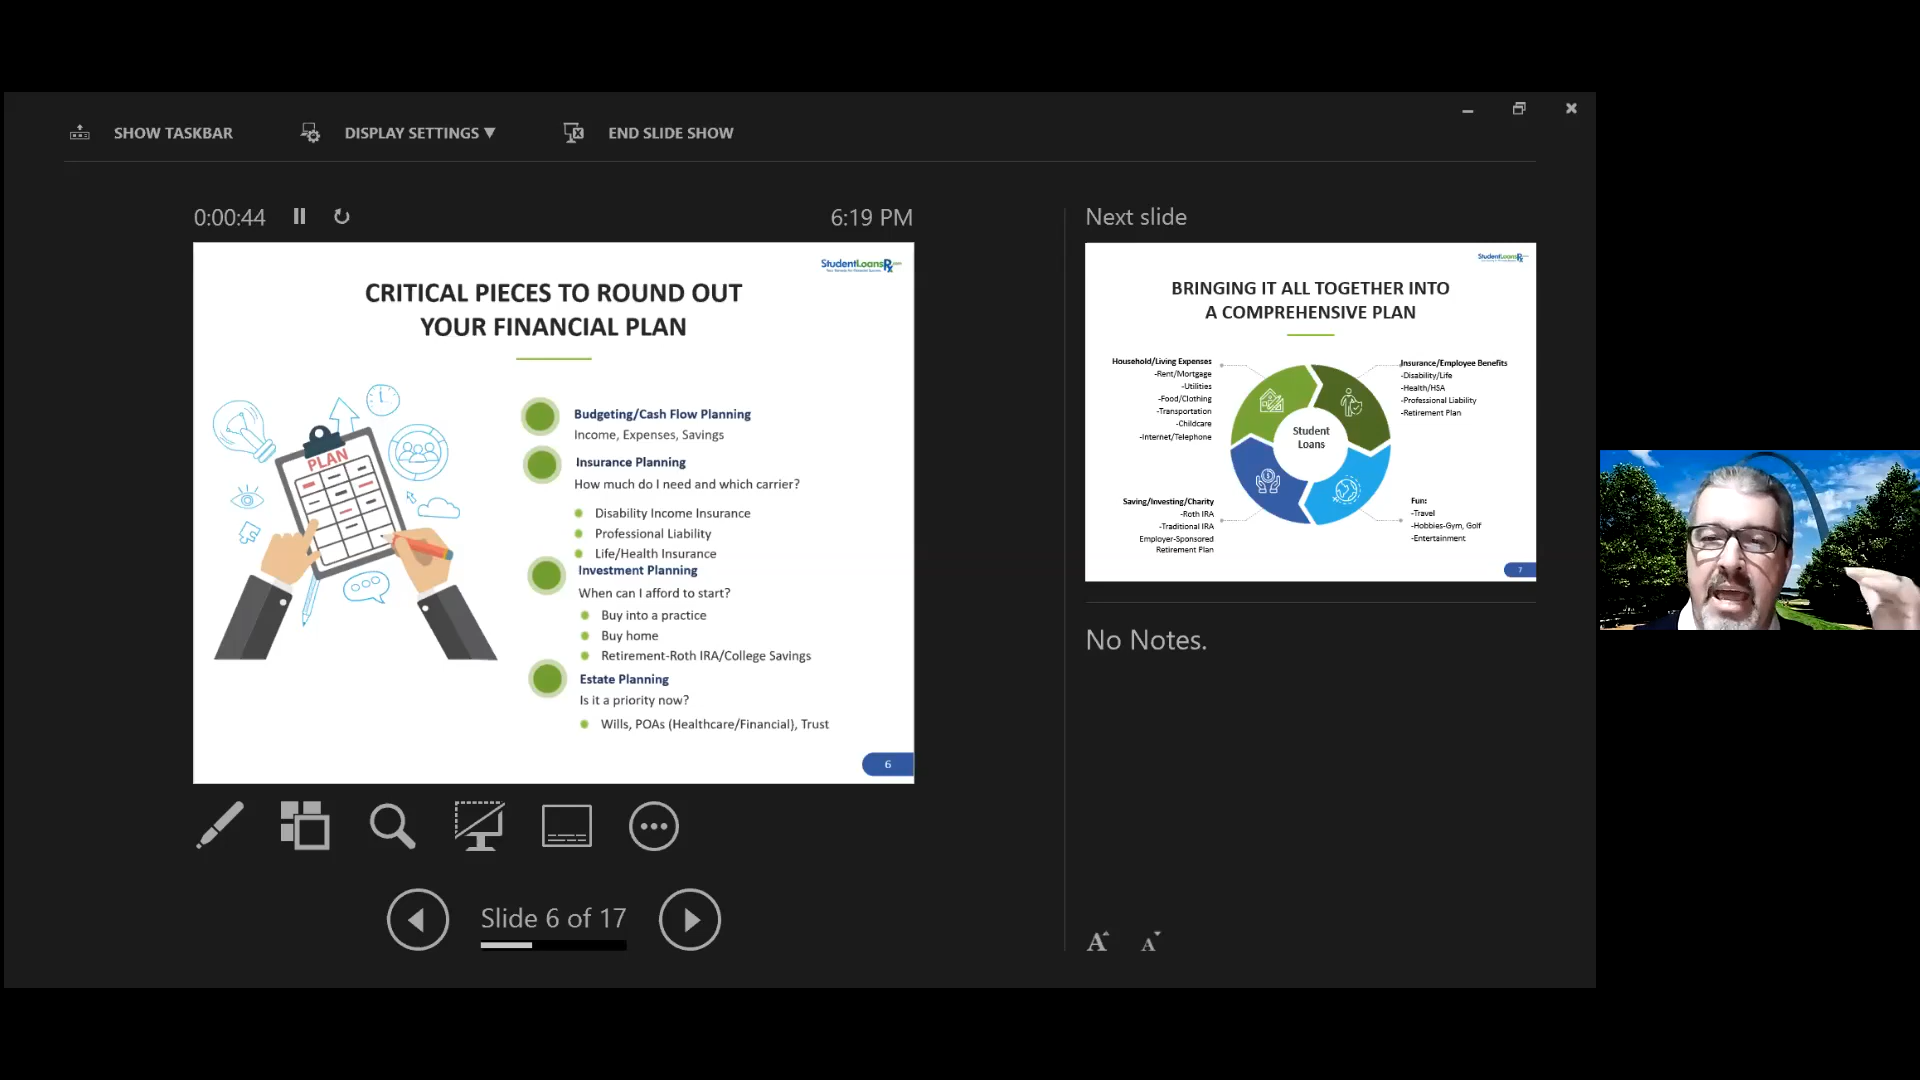 SHOW TASKBAR
DISPLAY SETTINGS ▼
END SLIDE SHOW
0:00:44
6:19 PM
StudentLoansRx.com
CRITICAL PIECES TO ROUND OUT
YOUR FINANCIAL PLAN
PLAN
Budgeting/Cash Flow Planning
Income, Expenses, Savings
Insurance Planning
How much do I need and which carrier?
Disability Income Insurance
Professional Liability
Life/Health Insurance
Investment Planning
When can I afford to start?
Buy into a practice
Buy home
Retirement-Roth IRA/College Savings
Estate Planning
Is it a priority now?
Wills, POAs (Healthcare/Financial), Trust
6
Slide 6 of 17
Next slide
StudentLoansRx
BRINGING IT ALL TOGETHER INTO
A COMPREHENSIVE PLAN
Household/Living Expenses
-Rent/Mortgage
-Utilities
-Food/Clothing
-Transportation
-Childcare
-Internet/Telephone
Insurance/Employee Benefits
-Disability/Life
-Health/HSA
-Professional Liability
-Retirement Plan
Student
Loans
Saving/Investing/Charity
-Roth IRA
-Traditional IRA
Employer-Sponsored
Retirement Plan
Fun:
-Travel
-Hobbies-Gym, Golf
-Entertainment
7
No Notes.
A
A